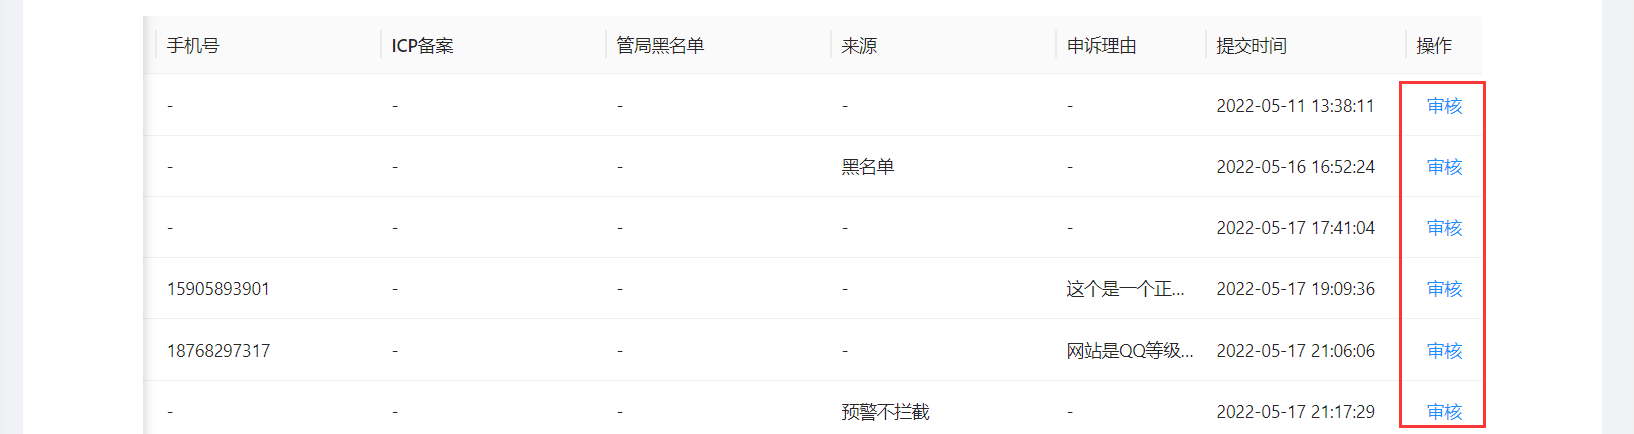 手机号 ICP备案 管局黑名单 来源 申诉理由 提交时间 操作
- - - - - 2022-05-11 13:38:11 审核
- - - 黑名单 - 2022-05-16 16:52:24 审核
- - - - - 2022-05-17 17:41:04 审核
15905893901 - - - 这个是一个正... 2022-05-17 19:09:36 审核
18768297317 - - - 网站是QQ等级... 2022-05-17 21:06:06 审核
- - - 预警不拦截 - 2022-05-17 21:17:29 审核